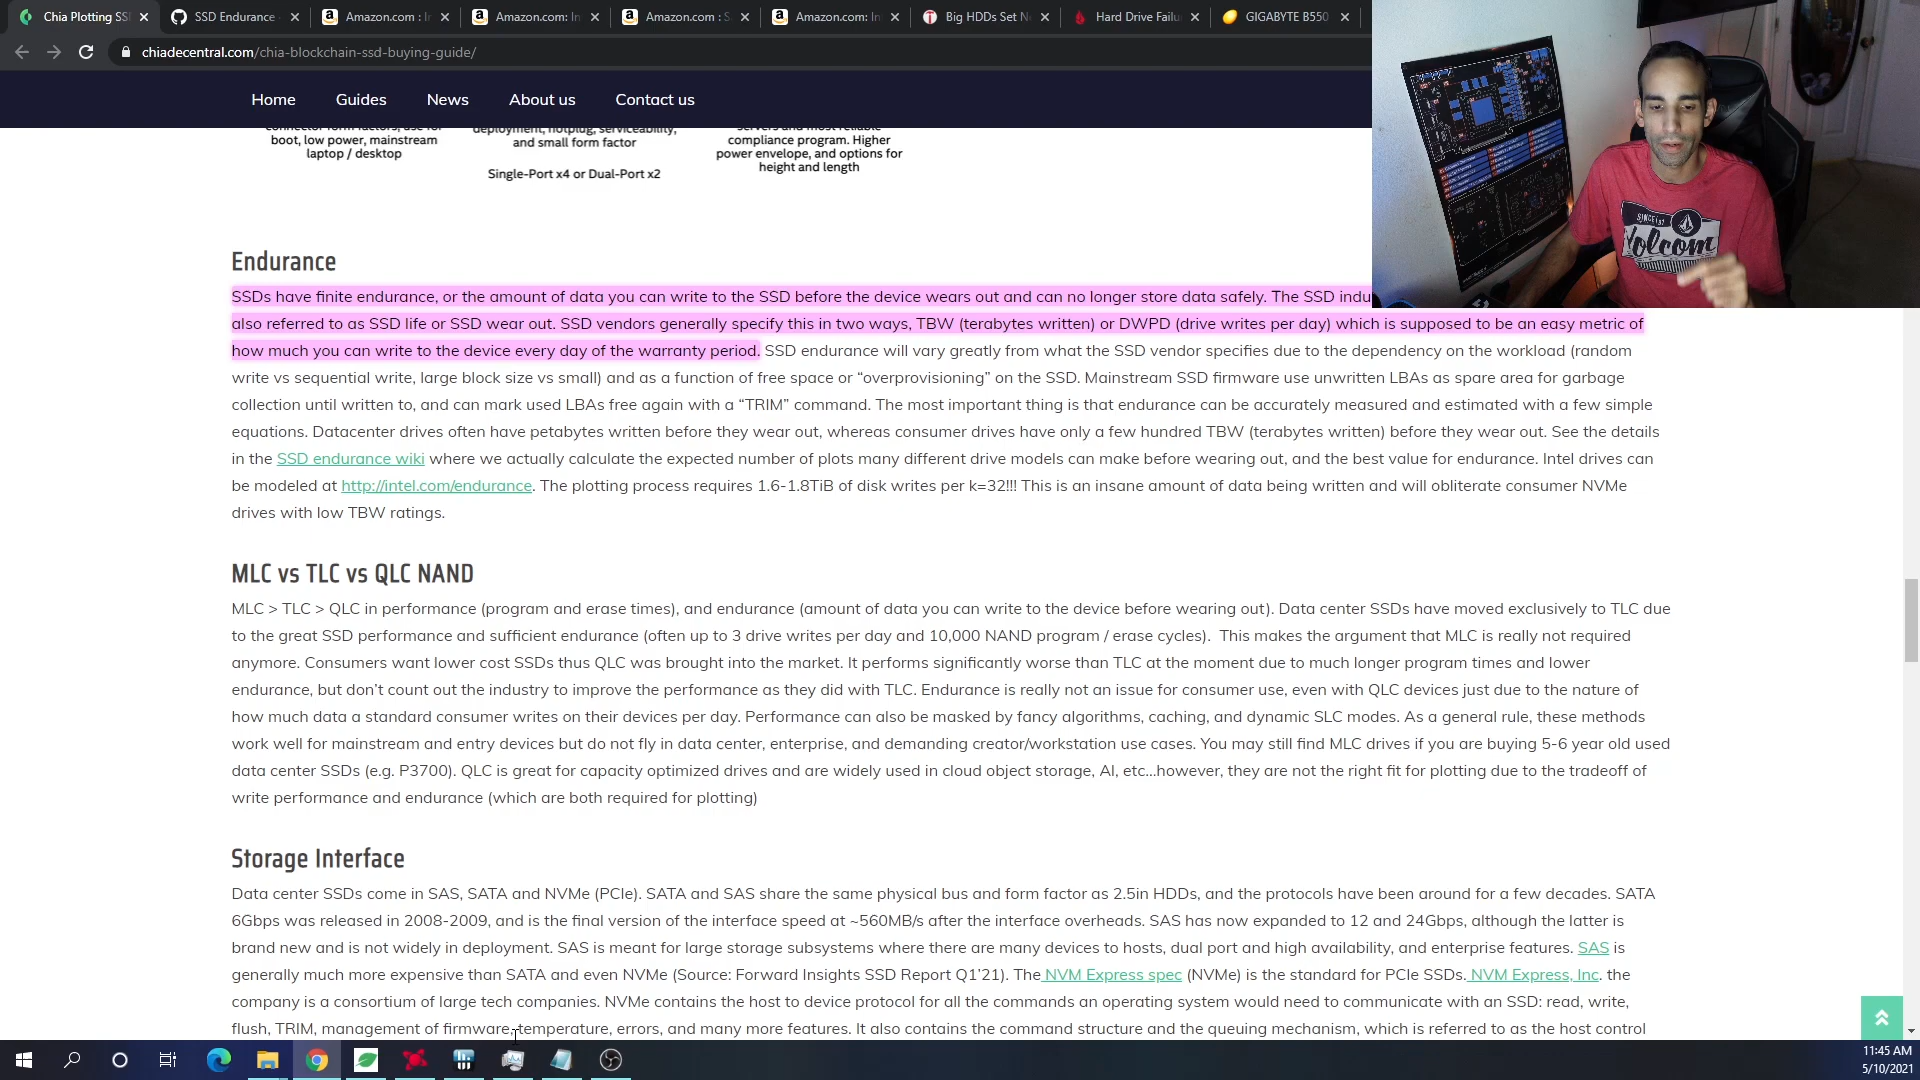 Chia Plotting SS
SSD Endurance
Amazon.com : In
Amazon.com: In
Amazon.com : S
Amazon.com: In
Big HDDs Set N
Hard Drive Failu
GIGABYTE B550
chiadecentral.com/chia-blockchain-ssd-buying-guide/
Home Guides News About us Contact us
connector form factors, use for
boot, low power, mainstream
laptop / desktop
deployment, hotplug, serviceability,
and small form factor
Single-Port x4 or Dual-Port x2
servers and most reliable
compliance program. Higher
power envelope, and options for
height and length
Endurance
SSDs have finite endurance, or the amount of data you can write to the SSD before the device wears out and can no longer store data safely. The SSD indu
also referred to as SSD life or SSD wear out. SSD vendors generally specify this in two ways, TBW (terabytes written) or DWPD (drive writes per day) which is supposed to be an easy metric of
how much you can write to the device every day of the warranty period. SSD endurance will vary greatly from what the SSD vendor specifies due to the dependency on the workload (random
write vs sequential write, large block size vs small) and as a function of free space or “overprovisioning” on the SSD. Mainstream SSD firmware use unwritten LBAs as spare area for garbage
collection until written to, and can mark used LBAs free again with a “TRIM” command. The most important thing is that endurance can be accurately measured and estimated with a few simple
equations. Datacenter drives often have petabytes written before they wear out, whereas consumer drives have only a few hundred TBW (terabytes written) before they wear out. See the details
in the SSD endurance wiki where we actually calculate the expected number of plots many different drive models can make before wearing out, and the best value for endurance. Intel drives can
be modeled at http://intel.com/endurance. The plotting process requires 1.6-1.8TiB of disk writes per k=32!!! This is an insane amount of data being written and will obliterate consumer NVMe
drives with low TBW ratings.
MLC vs TLC vs QLC NAND
MLC > TLC > QLC in performance (program and erase times), and endurance (amount of data you can write to the device before wearing out). Data center SSDs have moved exclusively to TLC due
to the great SSD performance and sufficient endurance (often up to 3 drive writes per day and 10,000 NAND program / erase cycles). This makes the argument that MLC is really not required
anymore. Consumers want lower cost SSDs thus QLC was brought into the market. It performs significantly worse than TLC at the moment due to much longer program times and lower
endurance, but don’t count out the industry to improve the performance as they did with TLC. Endurance is really not an issue for consumer use, even with QLC devices just due to the nature of
how much data a standard consumer writes on their devices per day. Performance can also be masked by fancy algorithms, caching, and dynamic SLC modes. As a general rule, these methods
work well for mainstream and entry devices but do not fly in data center, enterprise, and demanding creator/workstation use cases. You may still find MLC drives if you are buying 5-6 year old used
data center SSDs (e.g. P3700). QLC is great for capacity optimized drives and are widely used in cloud object storage, AI, etc…however, they are not the right fit for plotting due to the tradeoff of
write performance and endurance (which are both required for plotting)
Storage Interface
Data center SSDs come in SAS, SATA and NVMe (PCIe). SATA and SAS share the same physical bus and form factor as 2.5in HDDs, and the protocols have been around for a few decades. SATA
6Gbps was released in 2008-2009, and is the final version of the interface speed at ~560MB/s after the interface overheads. SAS has now expanded to 12 and 24Gbps, although the latter is
brand new and is not widely in deployment. SAS is meant for large storage subsystems where there are many devices to hosts, dual port and high availability, and enterprise features. SAS is
generally much more expensive than SATA and even NVMe (Source: Forward Insights SSD Report Q1’21). The NVM Express spec (NVMe) is the standard for PCIe SSDs. NVM Express, Inc. the
company is a consortium of large tech companies. NVMe contains the host to device protocol for all the commands an operating system would need to communicate with an SSD: read, write,
flush, TRIM, management of firmware, temperature, errors, and many more features. It also contains the command structure and the queuing mechanism, which is referred to as the host control
Volcom
11:45 AM
5/10/2021